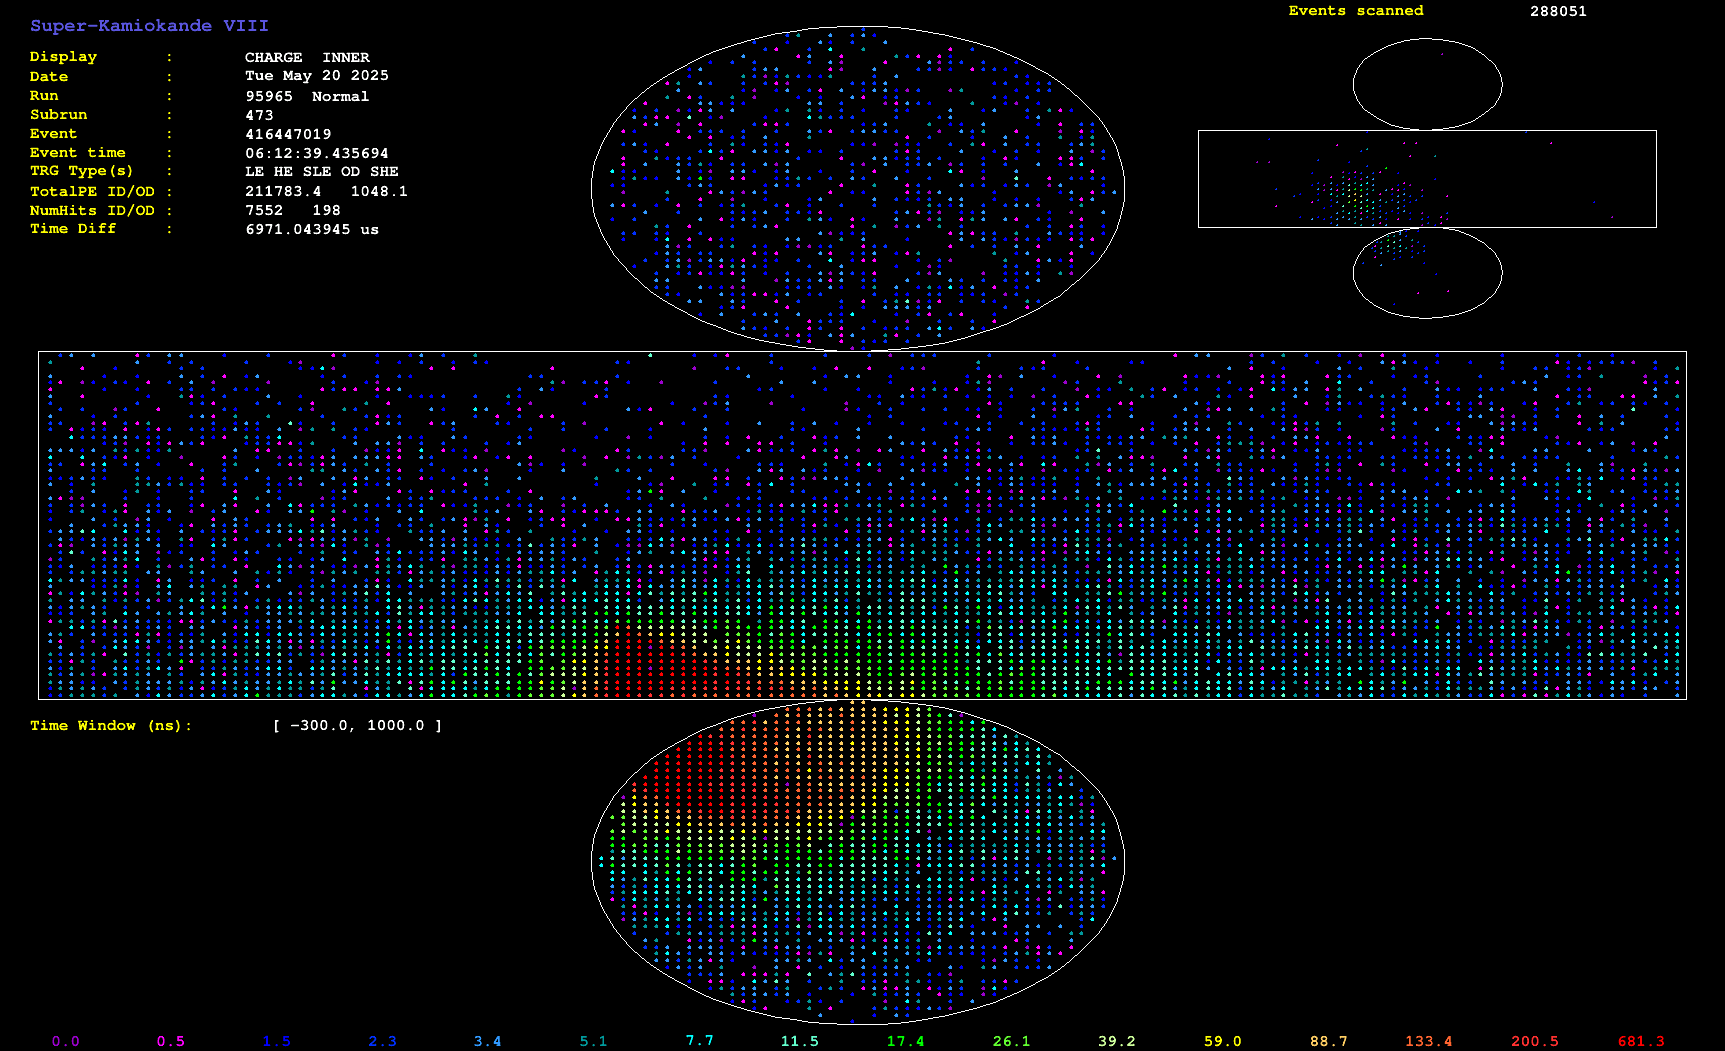 Super-Kamiokande VIII
Display : CHARGE INNER
Date : Tue May 20 2025
Run : 95965 Normal
Subrun : 473
Event : 416447019
Event time : 06:12:39.435694
TRG Type(s) : LE HE SLE OD SHE
TotalPE ID/OD : 211783.4 1048.1
NumHits ID/OD : 7552 198
Time Diff : 6971.043945 us
Events scanned 288051
Time Window (ns): [ -300.0, 1000.0 ]
0.0 0.5 1.5 2.3 3.4 5.1 7.7 11.5 17.4 26.1 39.2 59.0 88.7 133.4 200.5 681.3